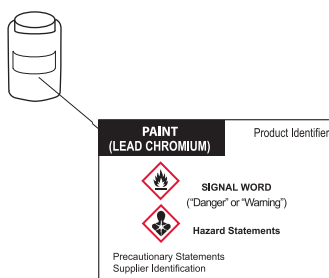 PAINT
(LEAD CHROMIUM)
Product Identifier
SIGNAL WORD
(“Danger” or “Warning”)
Hazard Statements
Precautionary Statements
Supplier Identification